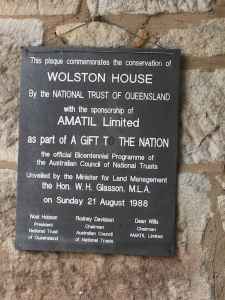 This plaque commemorates the conservation of
WOLSTON HOUSE
By the NATIONAL TRUST OF QUEENSLAND
with the sponsorship of
AMATIL Limited
as part of A GIFT T THE NATION
the official Bicentennial Programme of
the Australian Council of National Trusts
Unveiled by the Minister for Land Management
the Hon. W. H. Glasson, M.L.A.
on Sunday 21 August 1988
Rodney Davidson Dean Wills
President Chairman Chairman
National Trust Australian Council AMATIL Limited
of Queensland of National Trusts